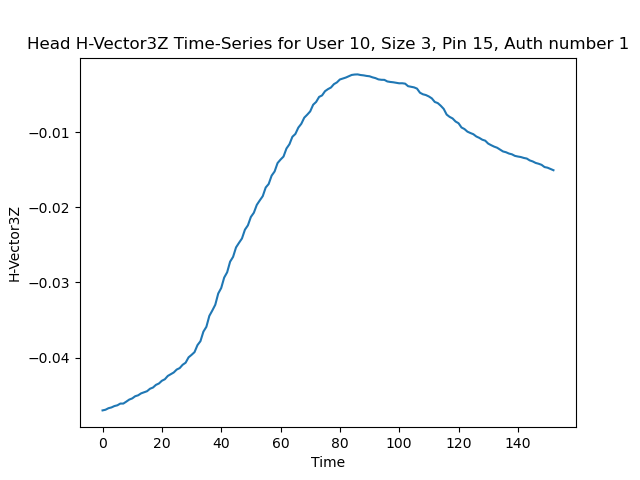 Head H-Vector3Z Time-Series for User 10, Size 3, Pin 15, Auth number 1
−0.01
−0.02
−0.03
−0.04
H-Vector3Z
0 20 40 60 80 100 120 140
Time